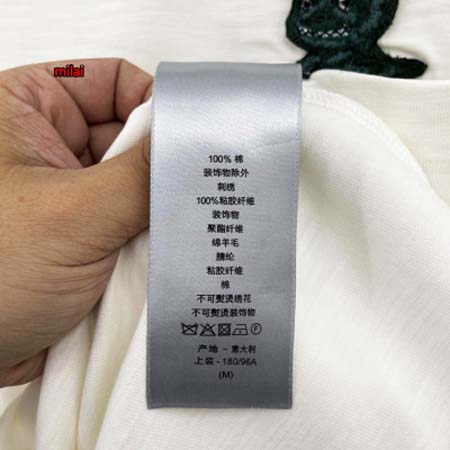 milai
100% 棉
装饰物除外
刺绣
100%粘胶纤维
装饰物
聚酯纤维
绵羊毛
腈纶
粘胶纤维
棉
不可熨烫绣花
不可熨烫装饰物
产地 - 意大利
上装 - 180/96A
(M)